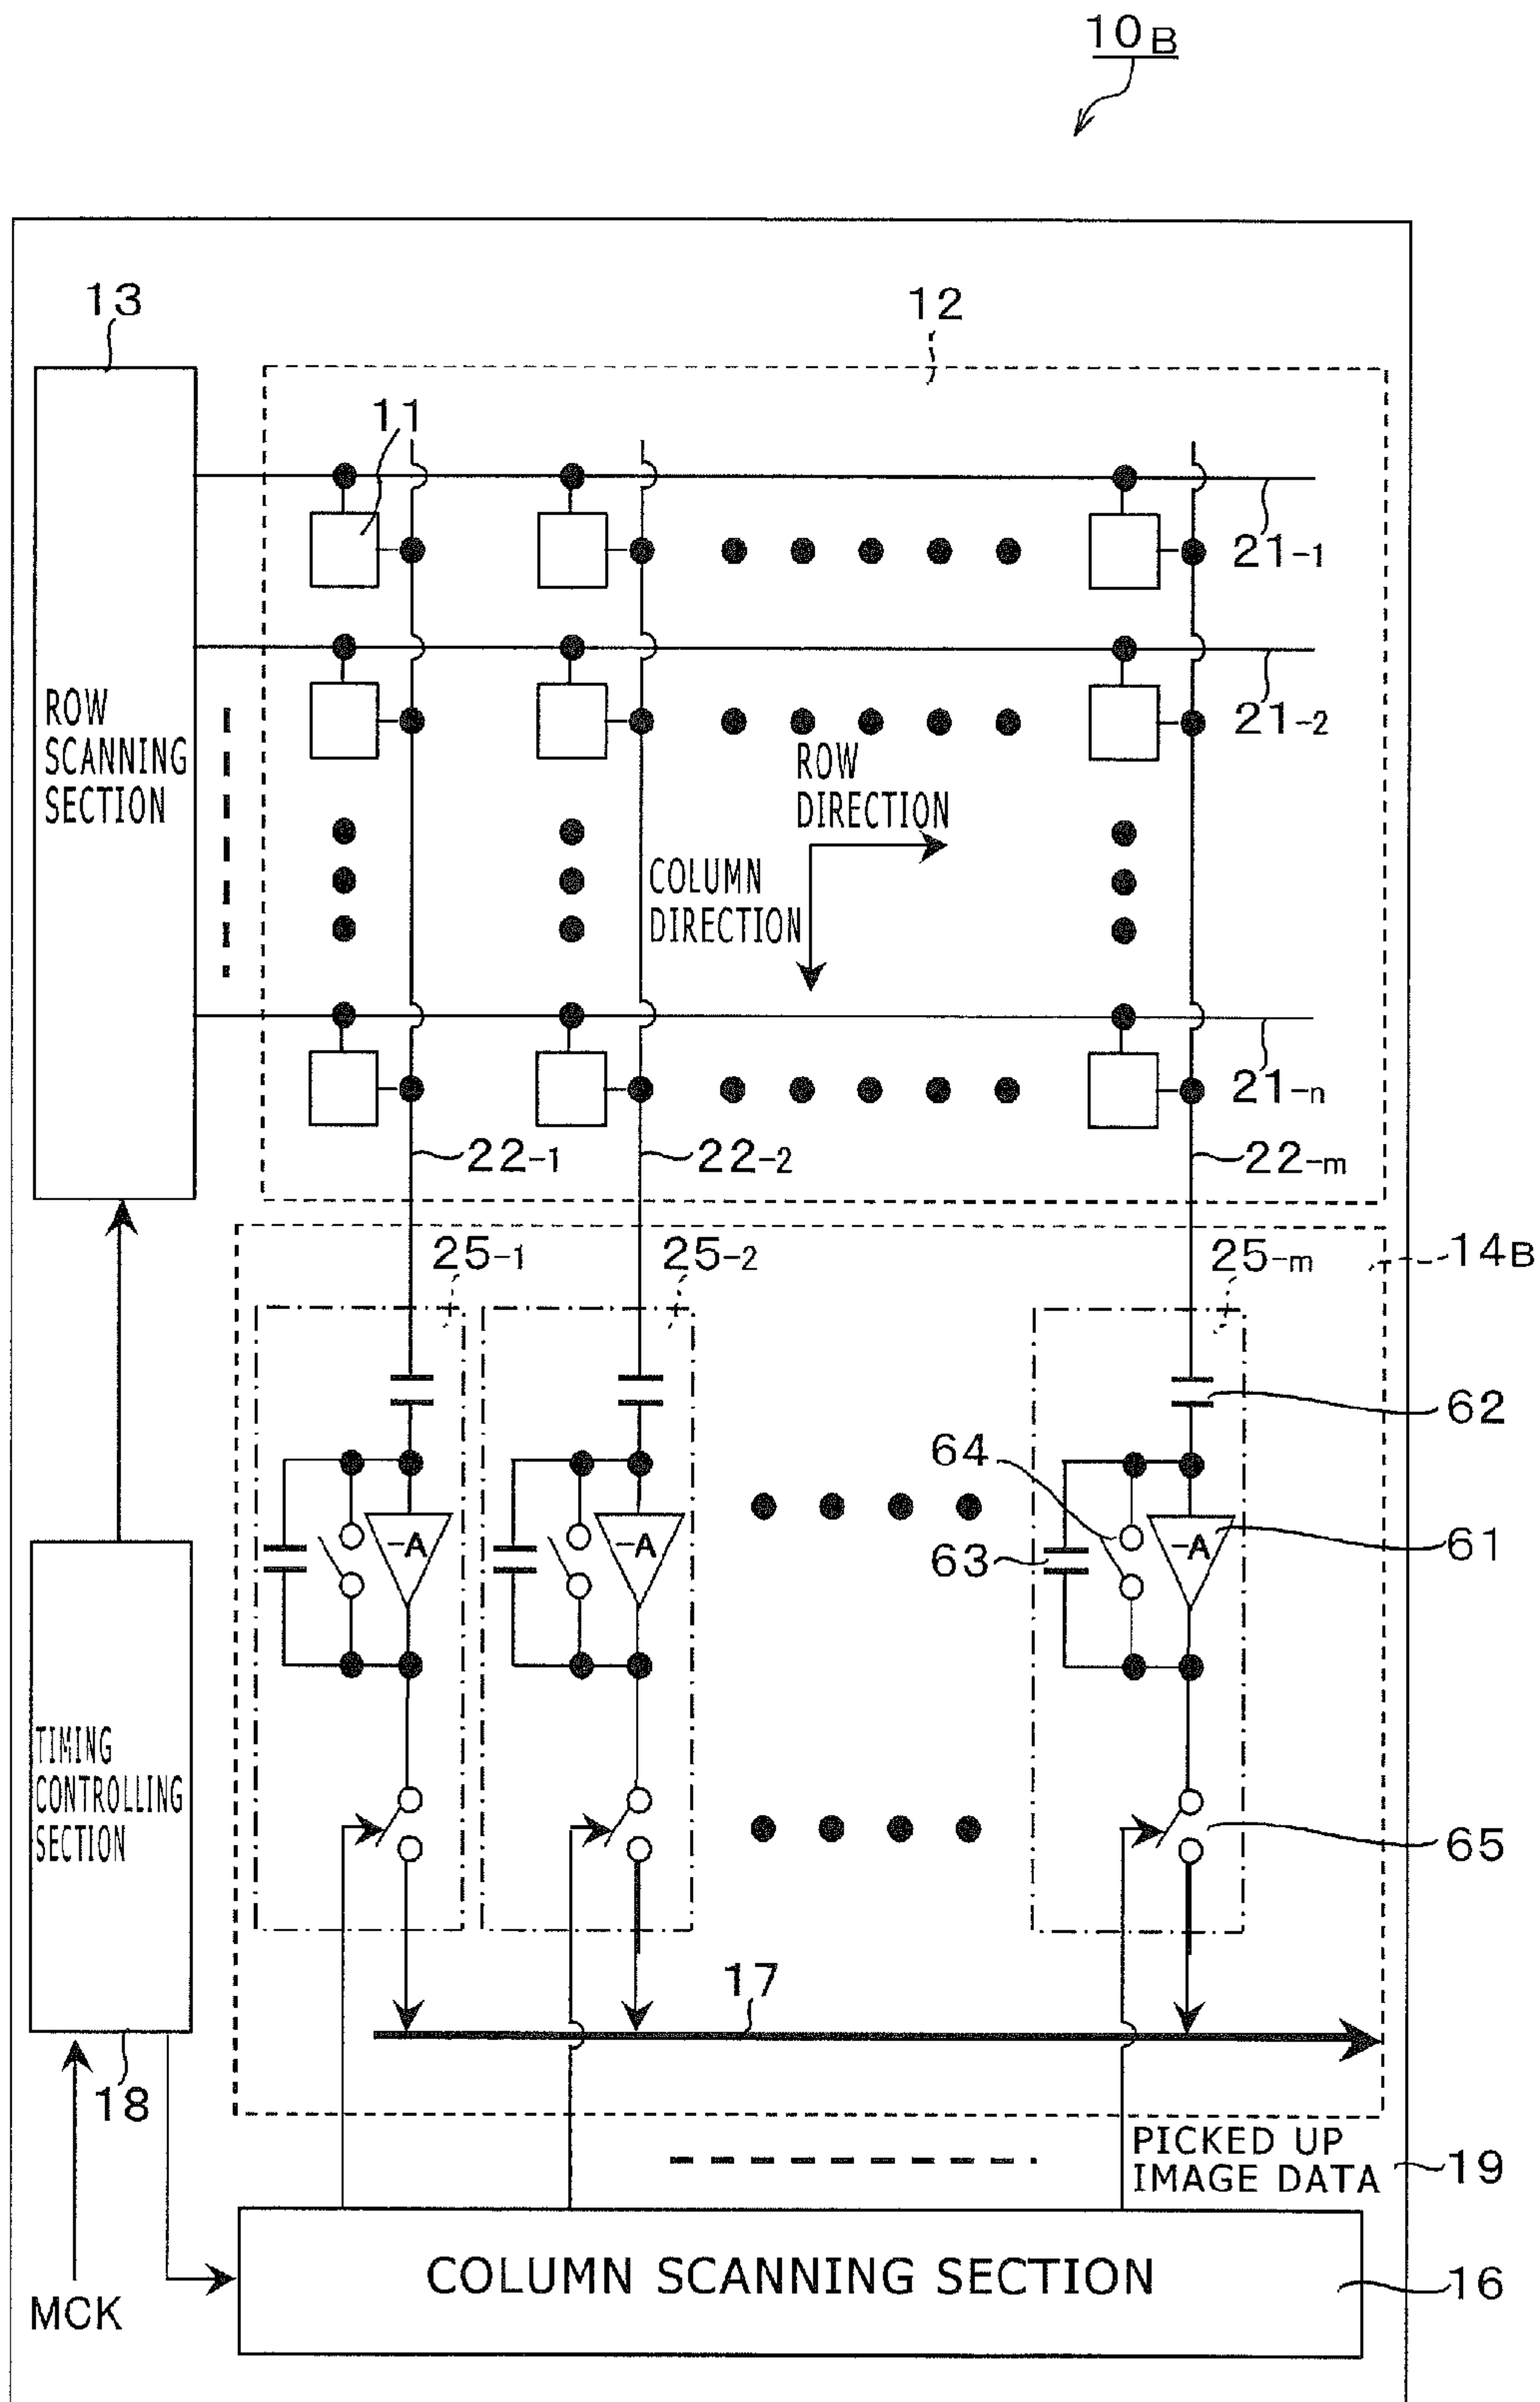 10B
13
12
11
21-1
21-2
ROW
SCANNING
SECTION
ROW
DIRECTION
COLUMN
DIRECTION
21-n
22-1
22-2
22-m
25-1
25-2
25-m
14B
62
64
-A
-A
-A
61
63
TIMING
CONTROLLING
SECTION
65
17
18
PICKED UP
IMAGE DATA
19
COLUMN SCANNING SECTION
16
MCK